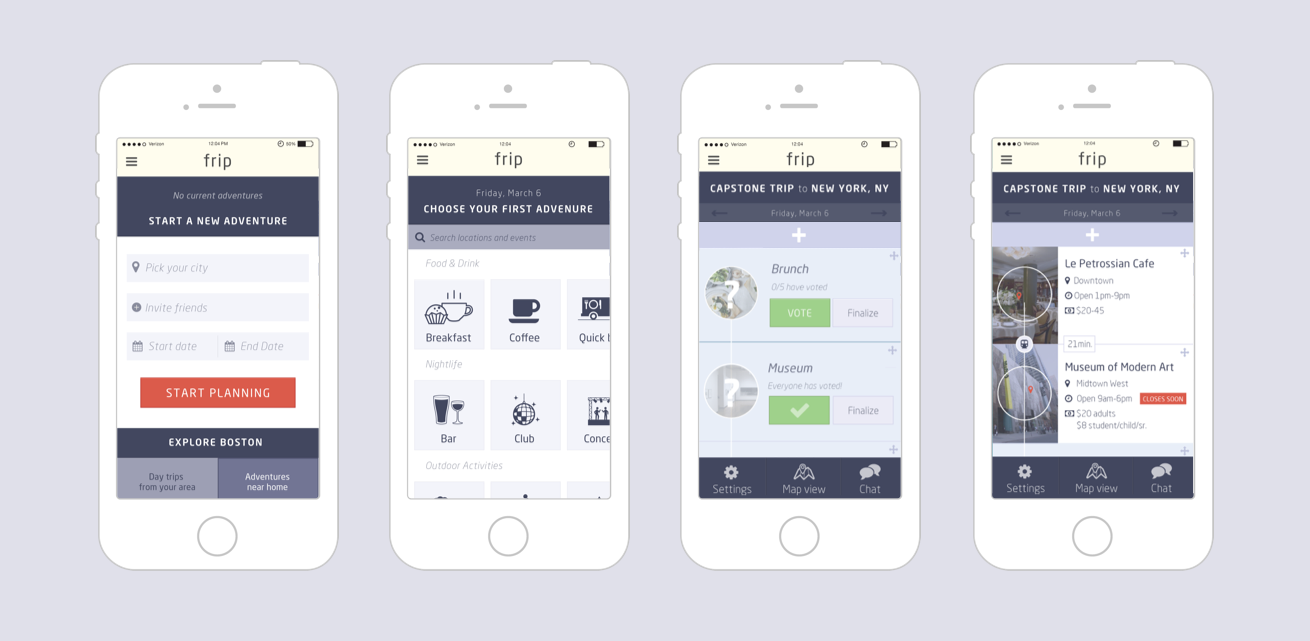 Verizon 12:04 PM 50%
frip
No current adventures
START A NEW ADVENTURE
Pick your city
Invite friends
Start date End Date
START PLANNING
EXPLORE BOSTON
Day trips from your area
Adventures near home
Verizon 12:04
frip
Friday, March 6
CHOOSE YOUR FIRST ADVENURE
Search locations and events
Food & Drink
Breakfast Coffee Quick
Nightlife
Bar Club Conce
Outdoor Activities
Verizon 12:04
frip
CAPSTONE TRIP to NEW YORK, NY
Friday, March 6
Brunch
0/5 have voted
VOTE Finalize
Museum
Everyone has voted!
Finalize
Settings Map view Chat
Verizon 12:04
frip
CAPSTONE TRIP to NEW YORK, NY
Friday, March 6
Le Petrossian Cafe
Downtown
Open 1pm-9pm
$20-45
21min.
Museum of Modern Art
Midtown West
Open 9am-6pm CLOSES SOON
$20 adults
$8 student/child/sr.
Settings Map view Chat